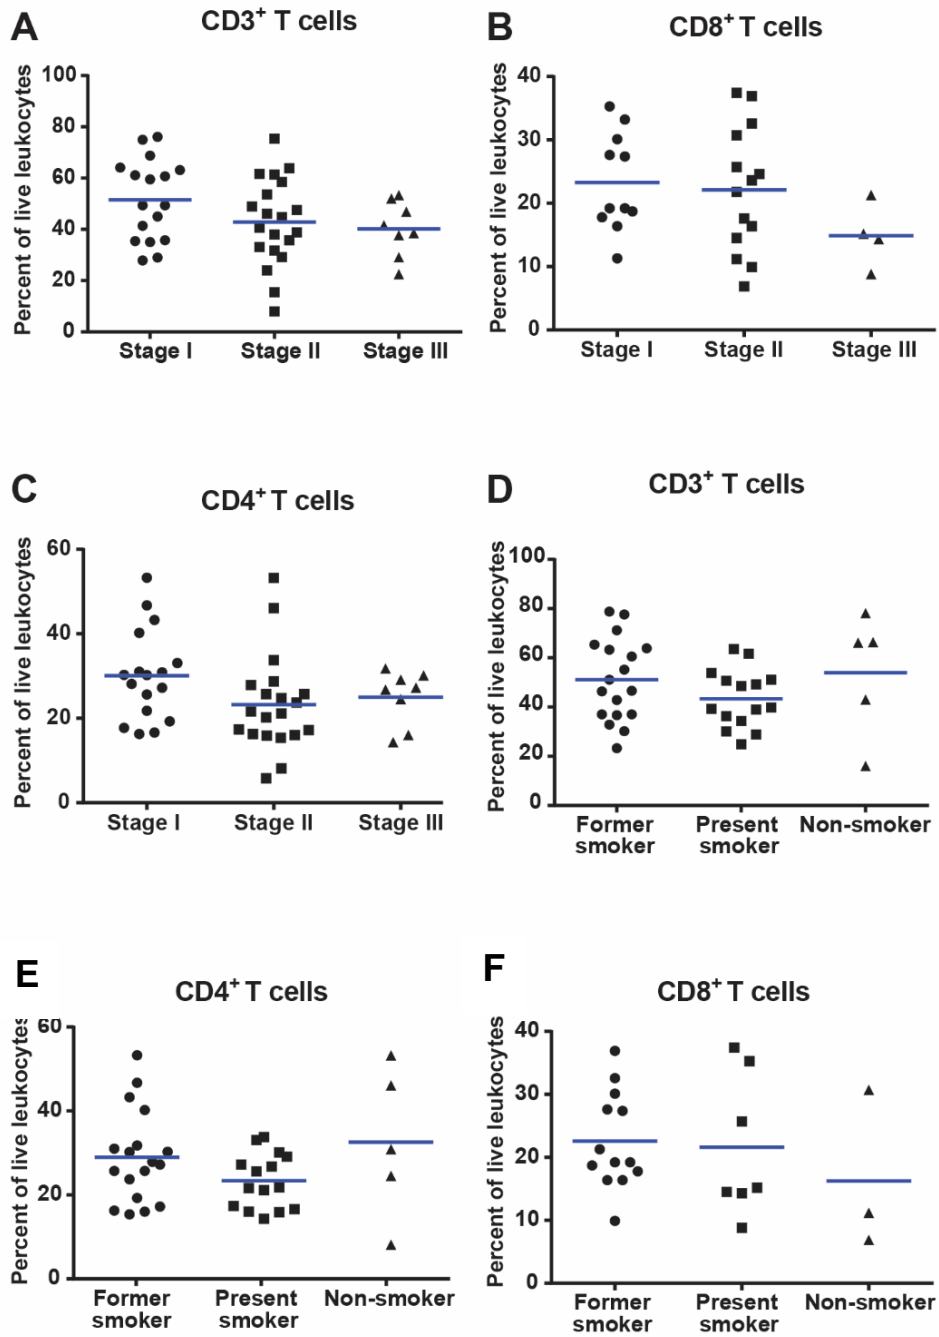 A
CD3⁺ T cells
Percent of live leukocytes
100
80
60
40
20
0
Stage I
Stage II
Stage III
B
CD8⁺ T cells
Percent of live leukocytes
40
30
20
10
0
Stage I
Stage II
Stage III
C
CD4⁺ T cells
Percent of live leukocytes
60
40
20
0
Stage I
Stage II
Stage III
D
CD3⁺ T cells
Percent of live leukocytes
100
80
60
40
20
0
Former
smoker
Present
smoker
Non-smoker
E
CD4⁺ T cells
Percent of live leukocytes
60
40
20
0
Former
smoker
Present
smoker
Non-smoker
F
CD8⁺ T cells
Percent of live leukocytes
40
30
20
10
0
Former
smoker
Present
smoker
Non-smoker